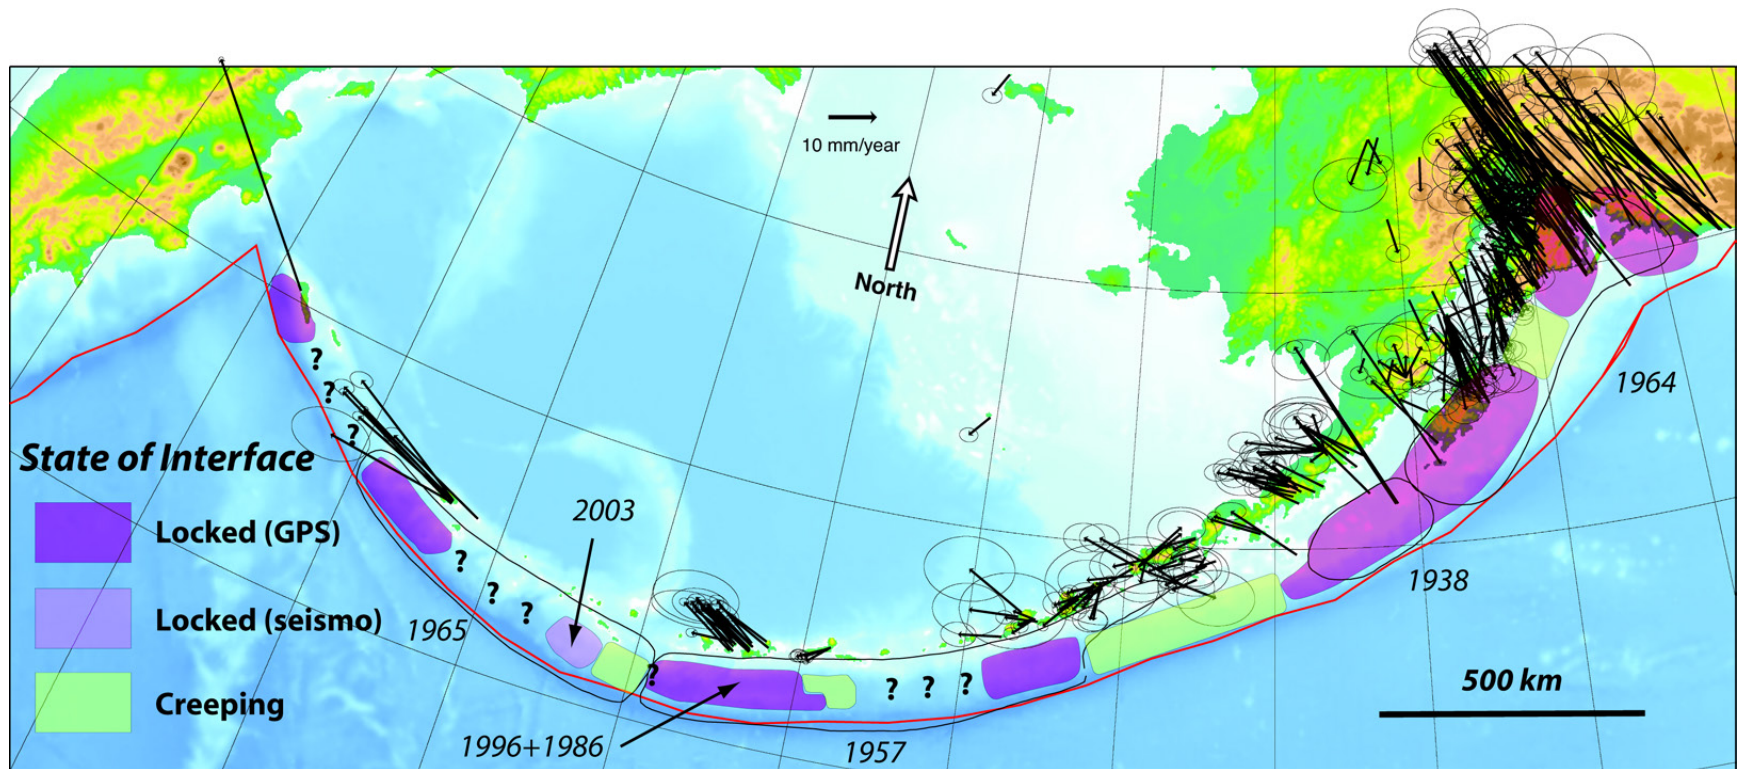 10 mm/year
North
?
?
?
State of Interface
Locked (GPS)
Locked (seismo)
Creeping
?
?
?
2003
1965
?
1996+1986
?
?
?
1957
1938
1964
500 km